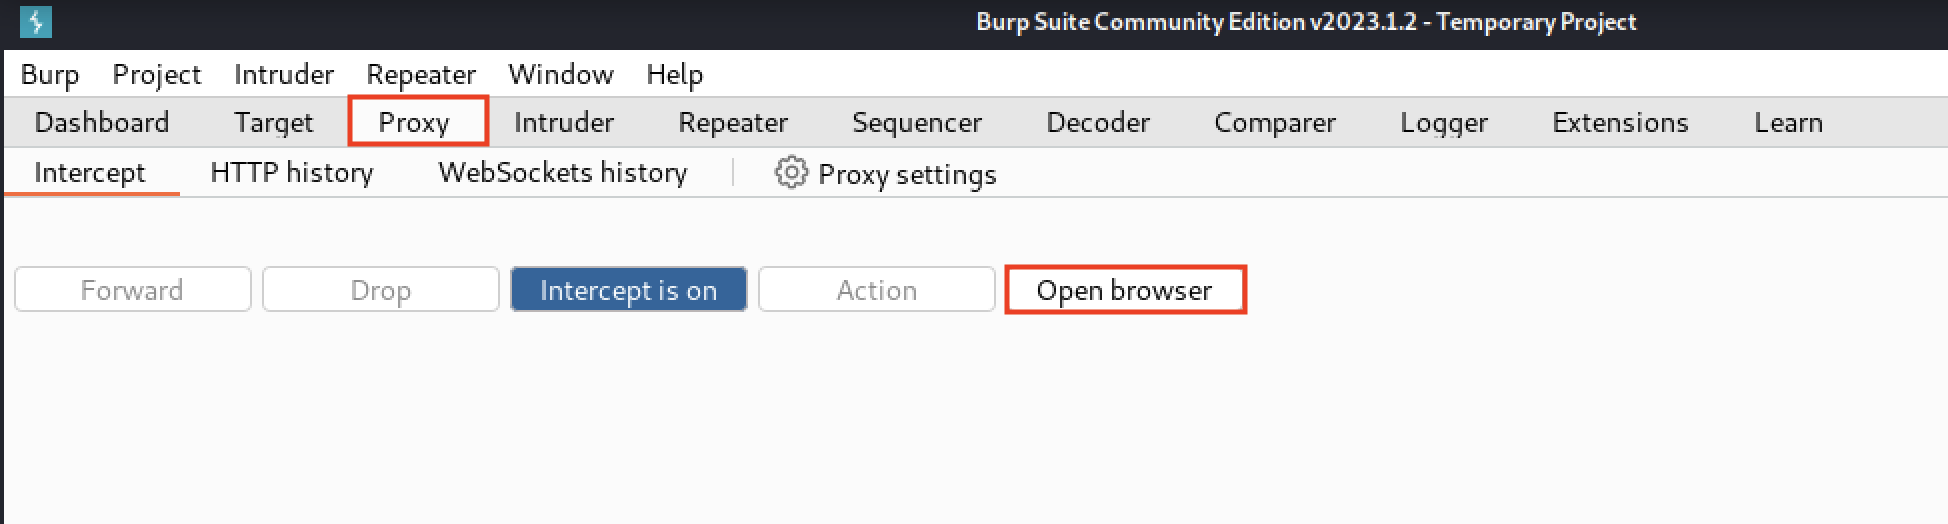 Burp Suite Community Edition v2023.1.2 - Temporary Project
Burp Project Intruder Repeater Window Help
Dashboard Target Proxy Intruder Repeater Sequencer Decoder Comparer Logger Extensions Learn
Intercept HTTP history WebSockets history Proxy settings
Forward Drop Intercept is on Action Open browser